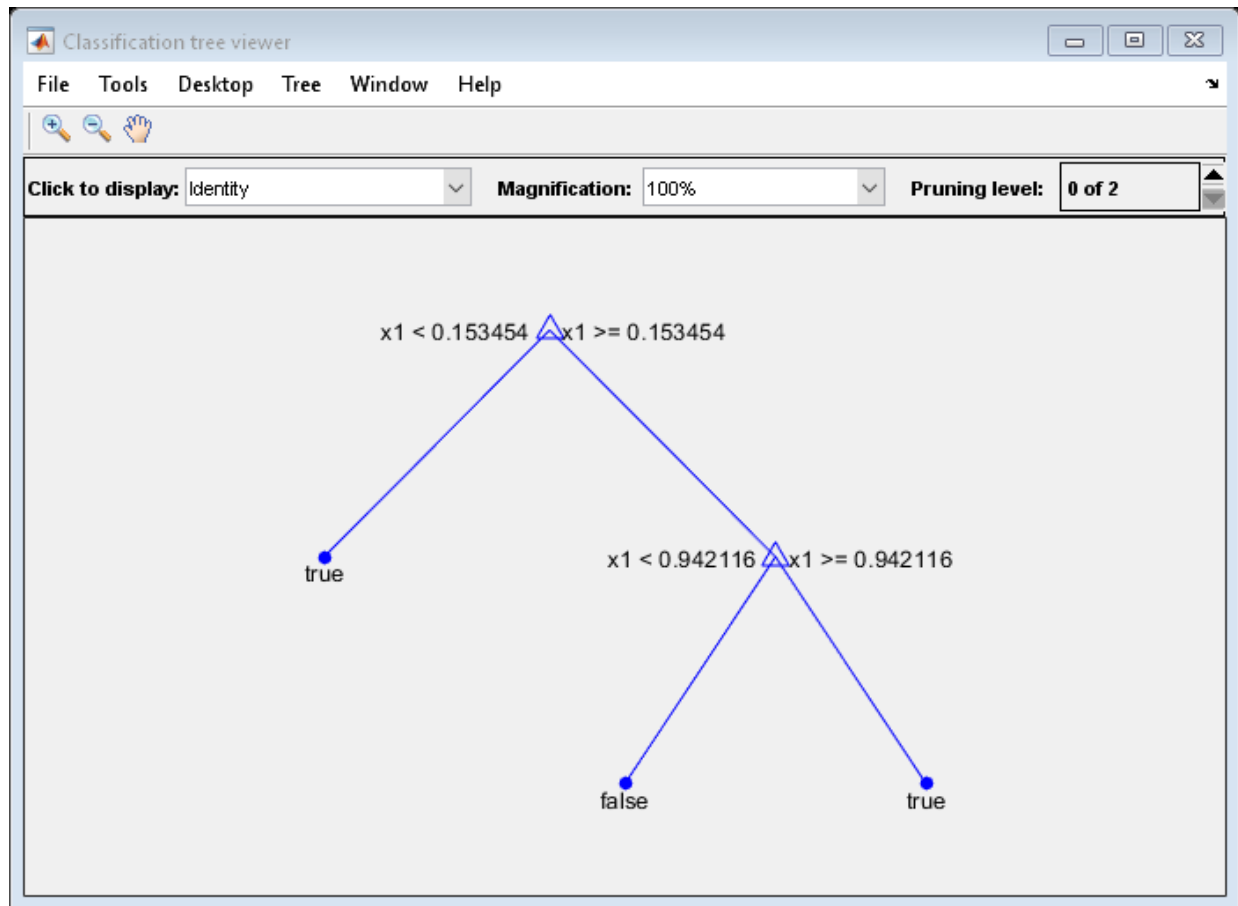 Classification tree viewer
File Tools Desktop Tree Window Help
Click to display: Identity Magnification: 100% Pruning level: 0 of 2
x1 < 0.153454 x1 >= 0.153454
true
x1 < 0.942116 x1 >= 0.942116
false true